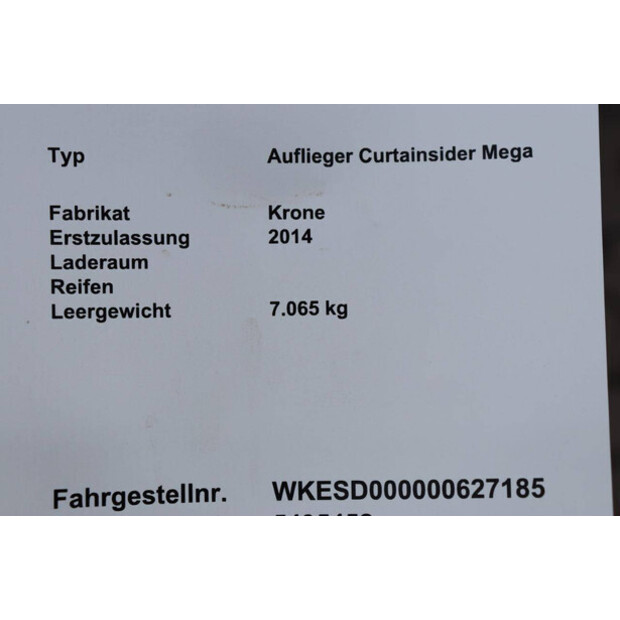 Typ Auflieger Curtainsider Mega
Fabrikat Krone
Erstzulassung 2014
Laderaum
Reifen
Leergewicht 7.065 kg
Fahrgestellnr. WKESD000000627185